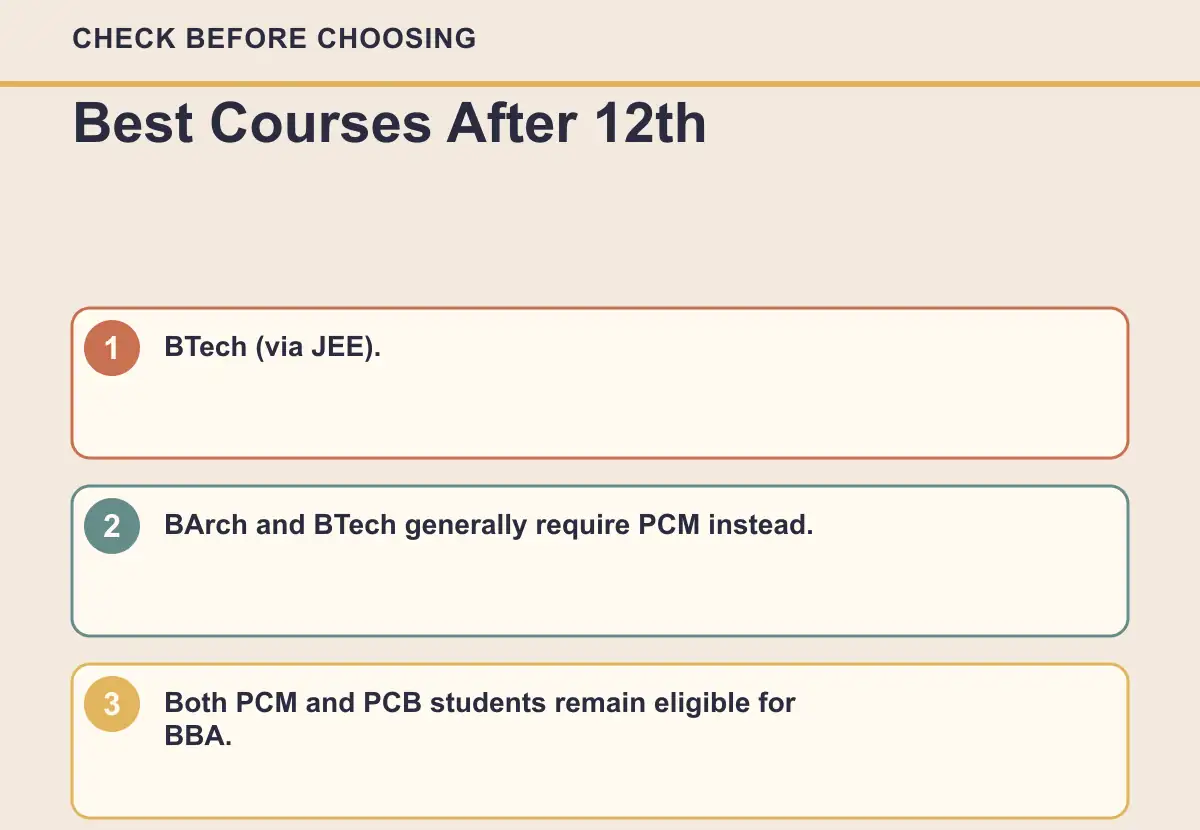 CHECK BEFORE CHOOSING
Best Courses After 12th
1
BTech (via JEE).
2
BArch and BTech generally require PCM instead.
3
Both PCM and PCB students remain eligible for
BBA.